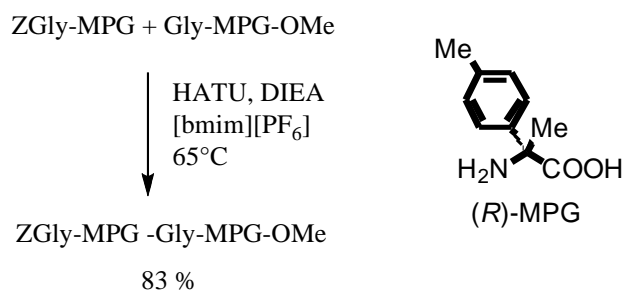 ZGly-MPG + Gly-MPG-OMe
HATU, DIEA
[bmim][PF6]
65°C
ZGly-MPG -Gly-MPG-OMe
83 %
Me
Me
H2N
COOH
(R)-MPG